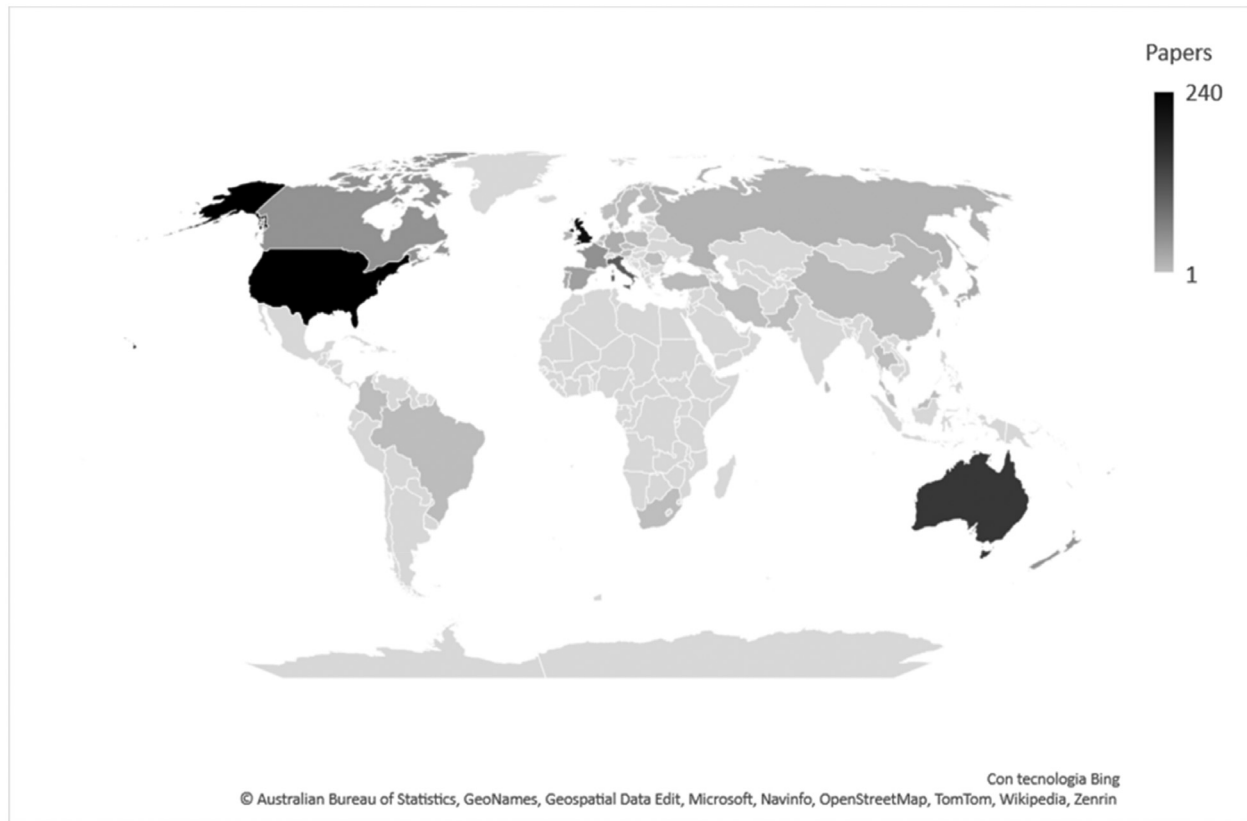 Papers
240
1
Con tecnologia Bing
© Australian Bureau of Statistics, GeoNames, Geospatial Data Edit, Microsoft, Navinfo, OpenStreetMap, TomTom, Wikipedia, Zenrin